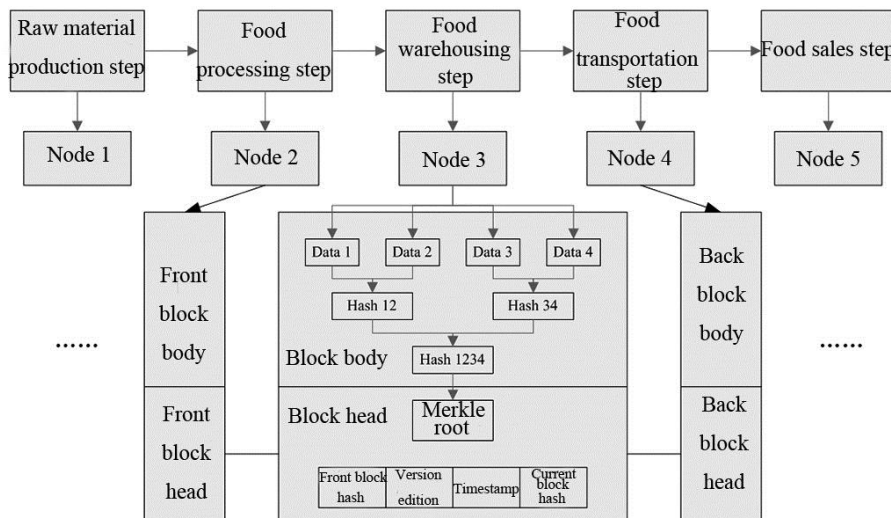 Raw material
production step
Food
processing step
Food
warehousing
step
Food
transportation
step
Food sales step
Node 1
Node 2
Node 3
Node 4
Node 5
Data 1
Data 2
Data 3
Data 4
Hash 12
Hash 34
Hash 1234
Block body
Front
block
body
Back
block
body
......
......
Front
block
head
Block head
Merkle
root
Front block
hash
Version
edition
Timestamp
Current
block
hash
Back
block
head